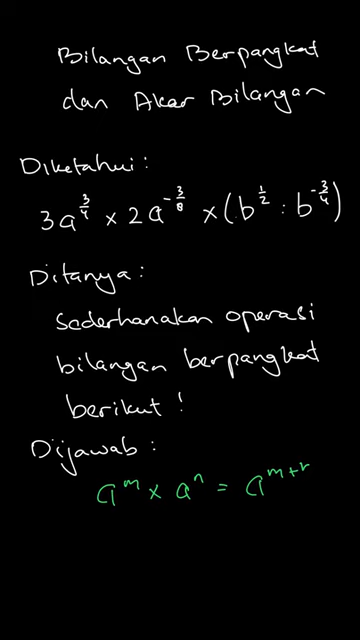 Bilangan Berpangkat
dan Akar Bilangan
Diketahui :
3a^{3/4} × 2a^{-3/8} × (b^{1/2} : b^{-3/4})
Ditanya :
sederhanakan operasi
bilangan berpangkat
berikut !
Dijawab :
a^m × a^n = a^{m+n}